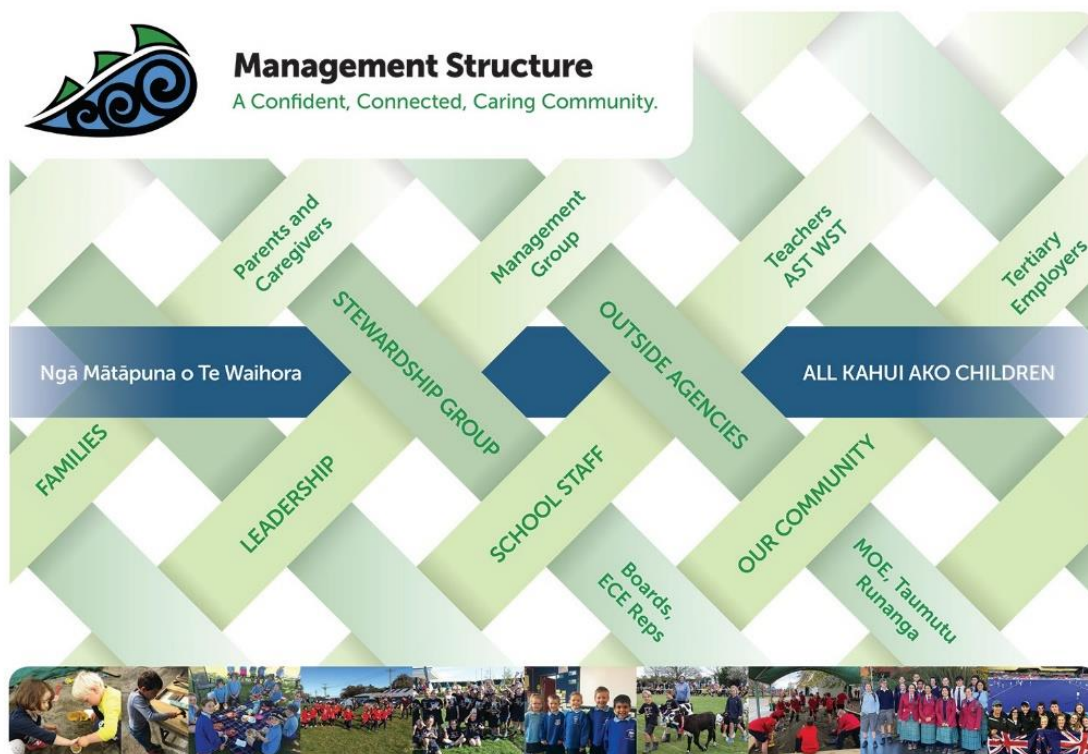 Management Structure
A Confident, Connected, Caring Community.
Parents and
Caregivers
Management
Group
Teachers
AST WST
Tertiary
Employers
STEWARDSHIP GROUP
OUTSIDE AGENCIES
Ngā Mātāpuna o Te Waihora
ALL KAHUI AKO CHILDREN
FAMILIES
LEADERSHIP
SCHOOL STAFF
OUR COMMUNITY
Boards,
ECE Reps
MOE, Taumutu
Runanga